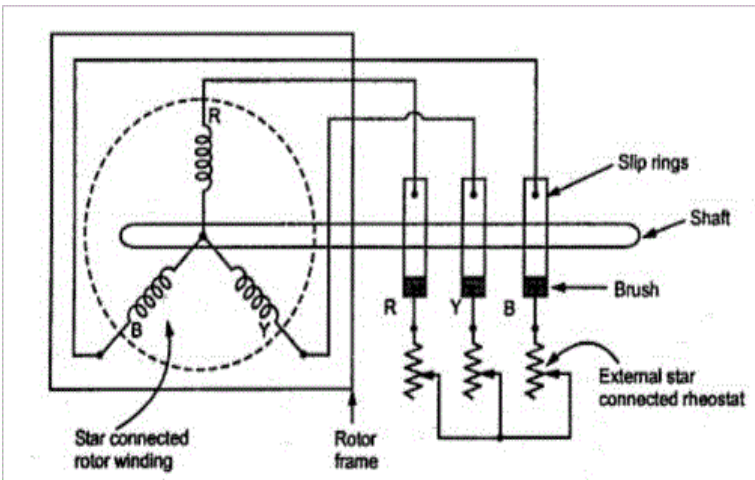 R
Slip rings
Shaft
B
Y
R
Y
B
Brush
External star
connected rheostat
Star connected
rotor winding
Rotor
frame